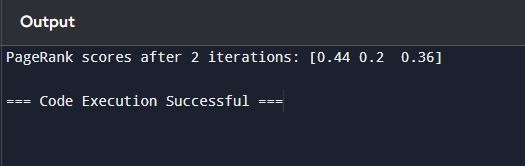 Output
PageRank scores after 2 iterations: [0.44 0.2  0.36]
=== Code Execution Successful ===